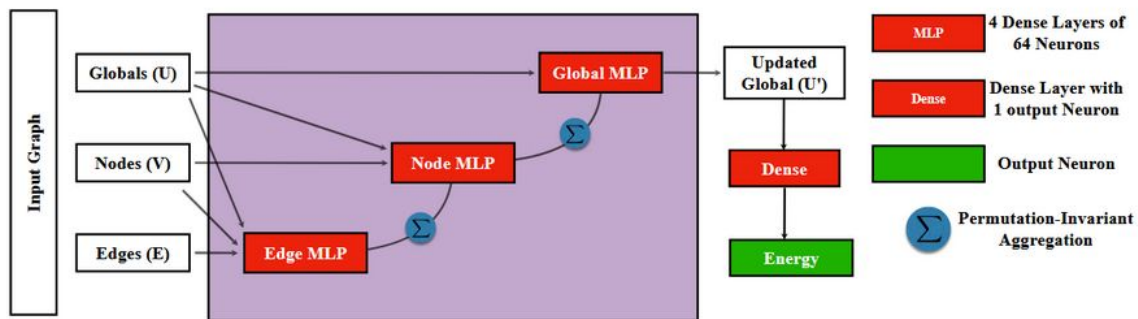 Input Graph
Globals (U)
Nodes (V)
Edges (E)
Global MLP
Σ
Node MLP
Σ
Edge MLP
Updated
Global (U')
Dense
Energy
MLP
4 Dense Layers of
64 Neurons
Dense
Dense Layer with
1 output Neuron
Output Neuron
Σ
Permutation-Invariant
Aggregation